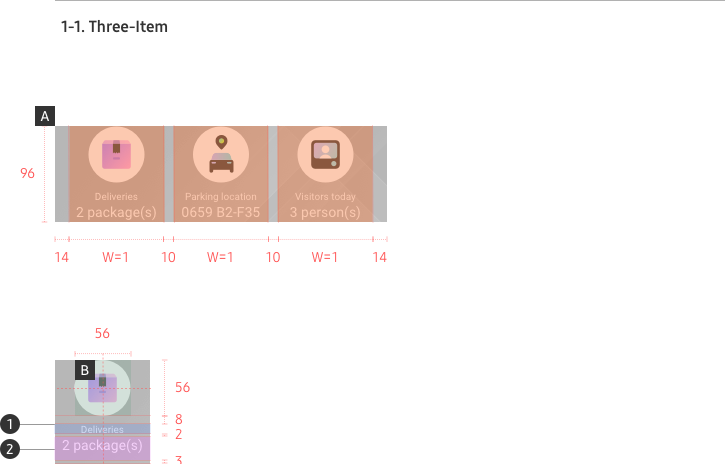 1-1. Three-Item
A
96
Deliveries Parking location Visitors today
2 package(s) 0659 B2-F35 3 person(s)
14 W=1 10 W=1 10 W=1 14
56
B
56
8
1 Deliveries 2
2 2 package(s)
3